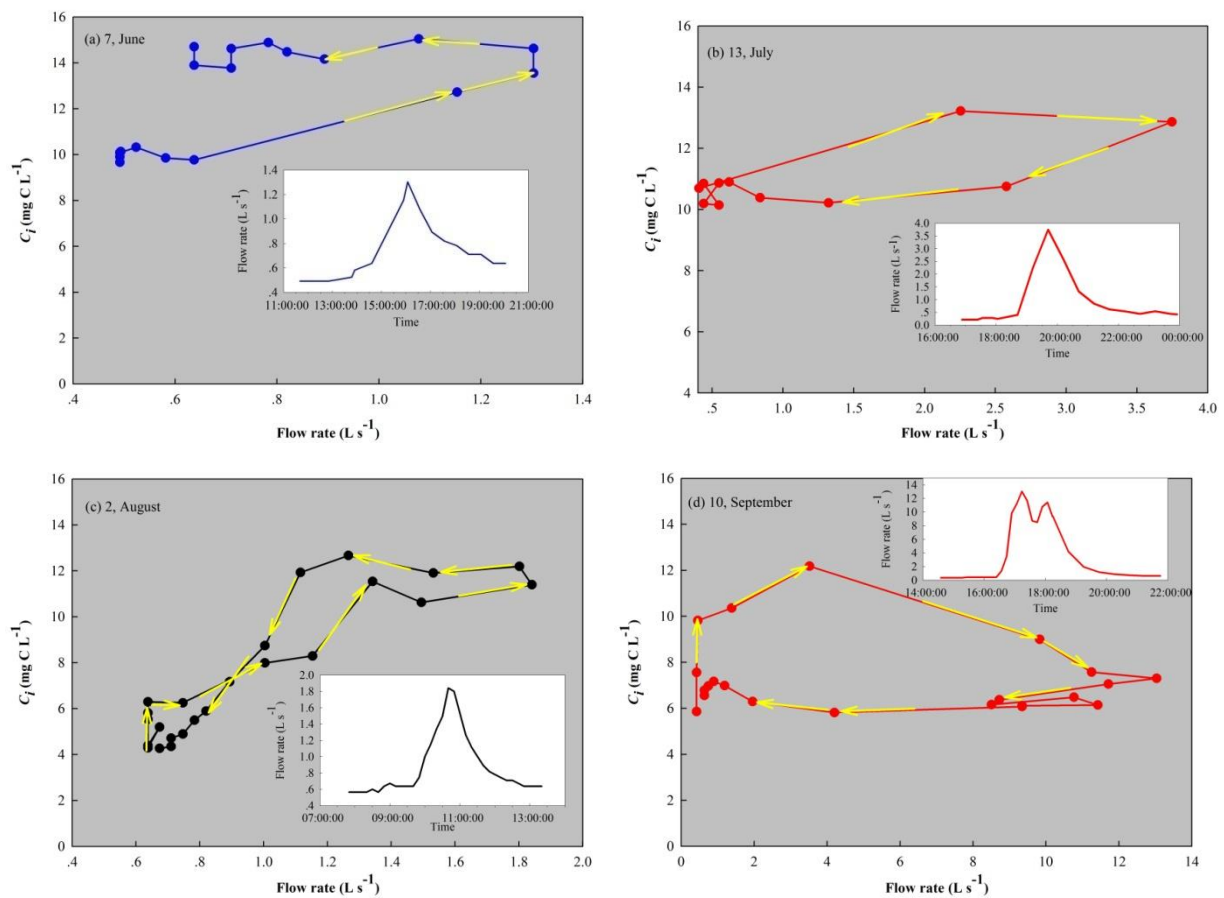 (a) 7, June
16
14
12
10
8
6
4
2
0
C_i (mg C L^-1)
.4 .6 .8 1.0 1.2 1.4
Flow rate (L s^-1)
1.4
1.2
1.0
.8
.6
.4
Flow rate (L s^-1)
11:00:00 13:00:00 15:00:00 17:00:00 19:00:00 21:00:00
Time
(b) 13, July
16
14
12
10
8
6
4
C_i (mg C L^-1)
.5 1.0 1.5 2.0 2.5 3.0 3.5 4.0
Flow rate (L s^-1)
4.0
3.5
3.0
2.5
2.0
1.5
1.0
.5
0.0
Flow rate (L s^-1)
16:00:00 18:00:00 20:00:00 22:00:00 00:00:00
Time
(c) 2, August
16
14
12
10
8
6
4
2
0
C_i (mg C L^-1)
.4 .6 .8 1.0 1.2 1.4 1.6 1.8 2.0
Flow rate (L s^-1)
2.0
1.8
1.6
1.4
1.2
1.0
.8
.6
.4
Flow rate (L s^-1)
07:00:00 09:00:00 11:00:00 13:00:00
Time
(d) 10, September
16
14
12
10
8
6
4
2
0
C_i (mg C L^-1)
0 2 4 6 8 10 12 14
Flow rate (L s^-1)
14
12
10
8
6
4
2
0
Flow rate (L s^-1)
14:00:00 16:00:00 18:00:00 20:00:00 22:00:00
Time